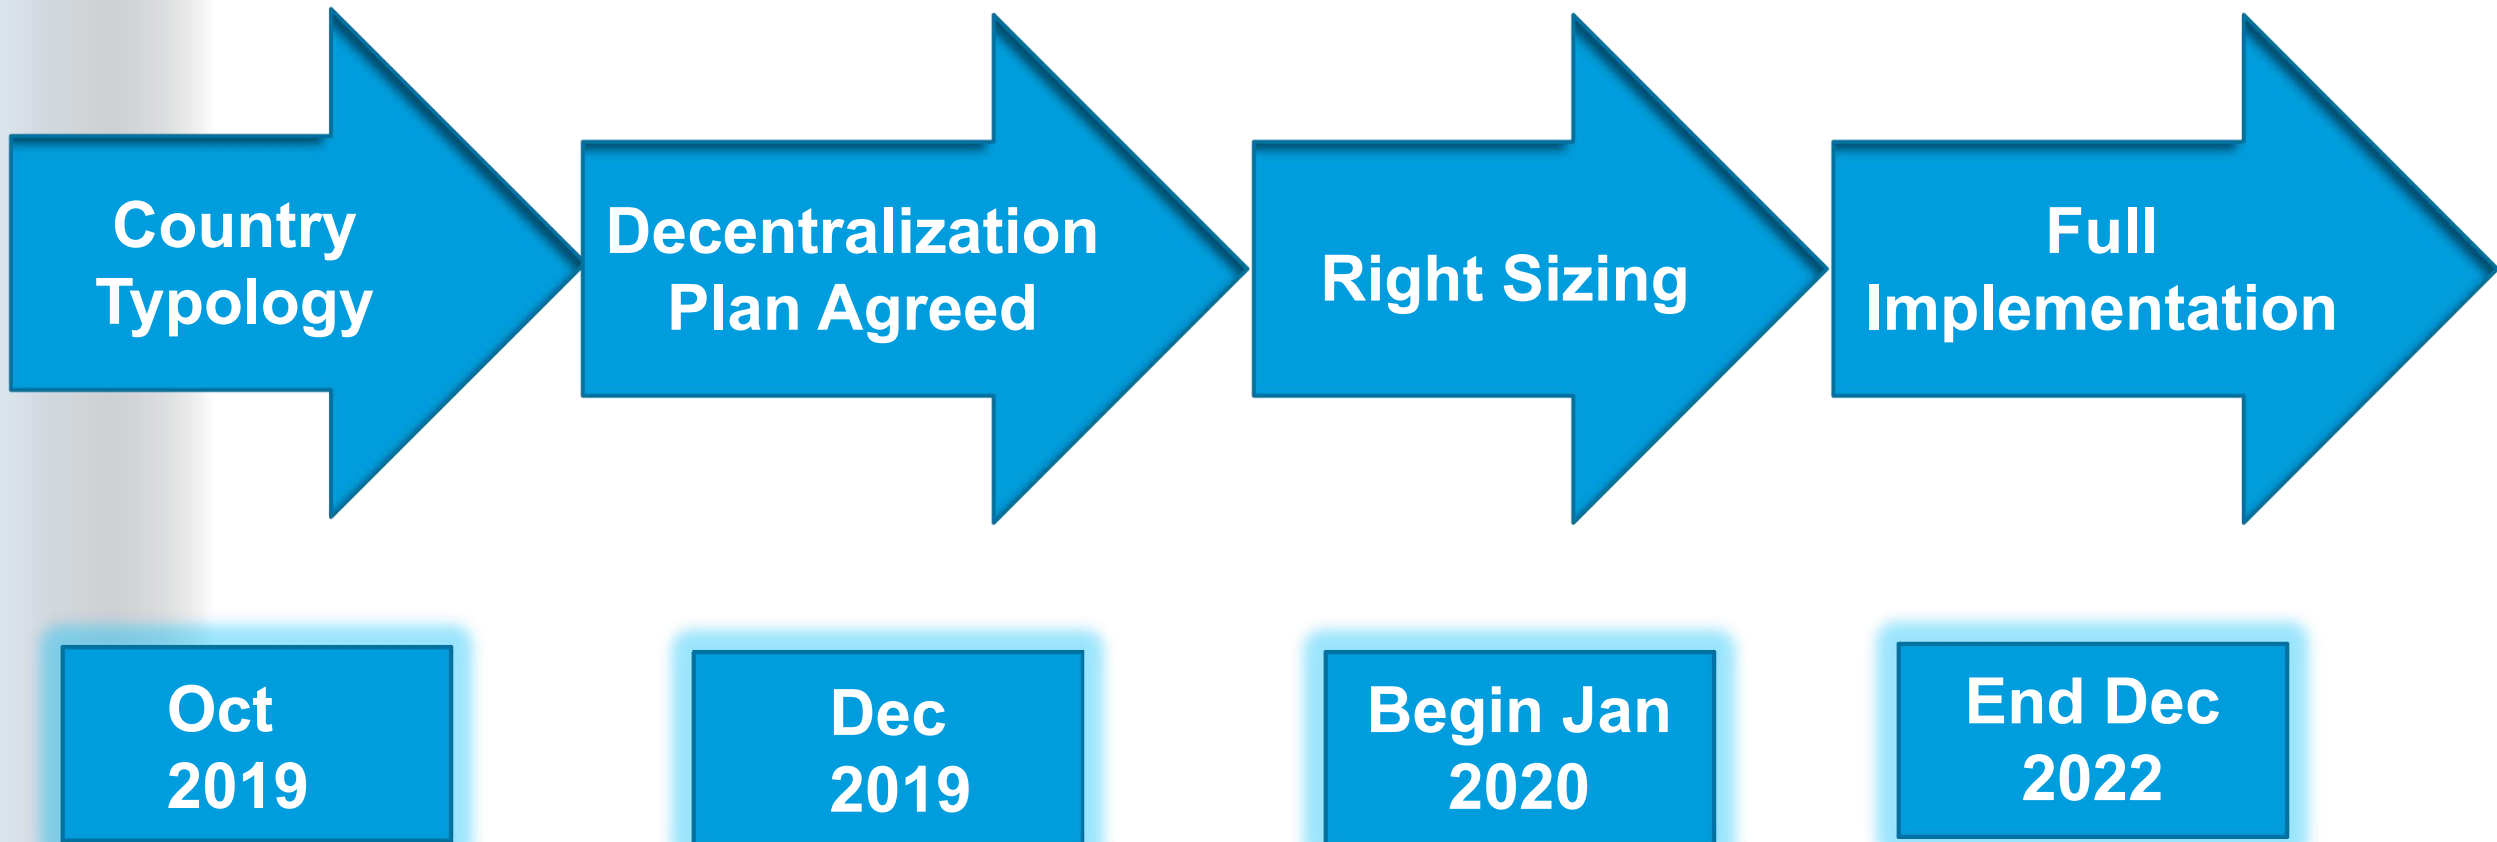 Country
Typology
Decentralization
Plan Agreed
Right Sizing
Full
Implementation
Oct
2019
Dec
2019
Begin Jan
2020
End Dec
2022